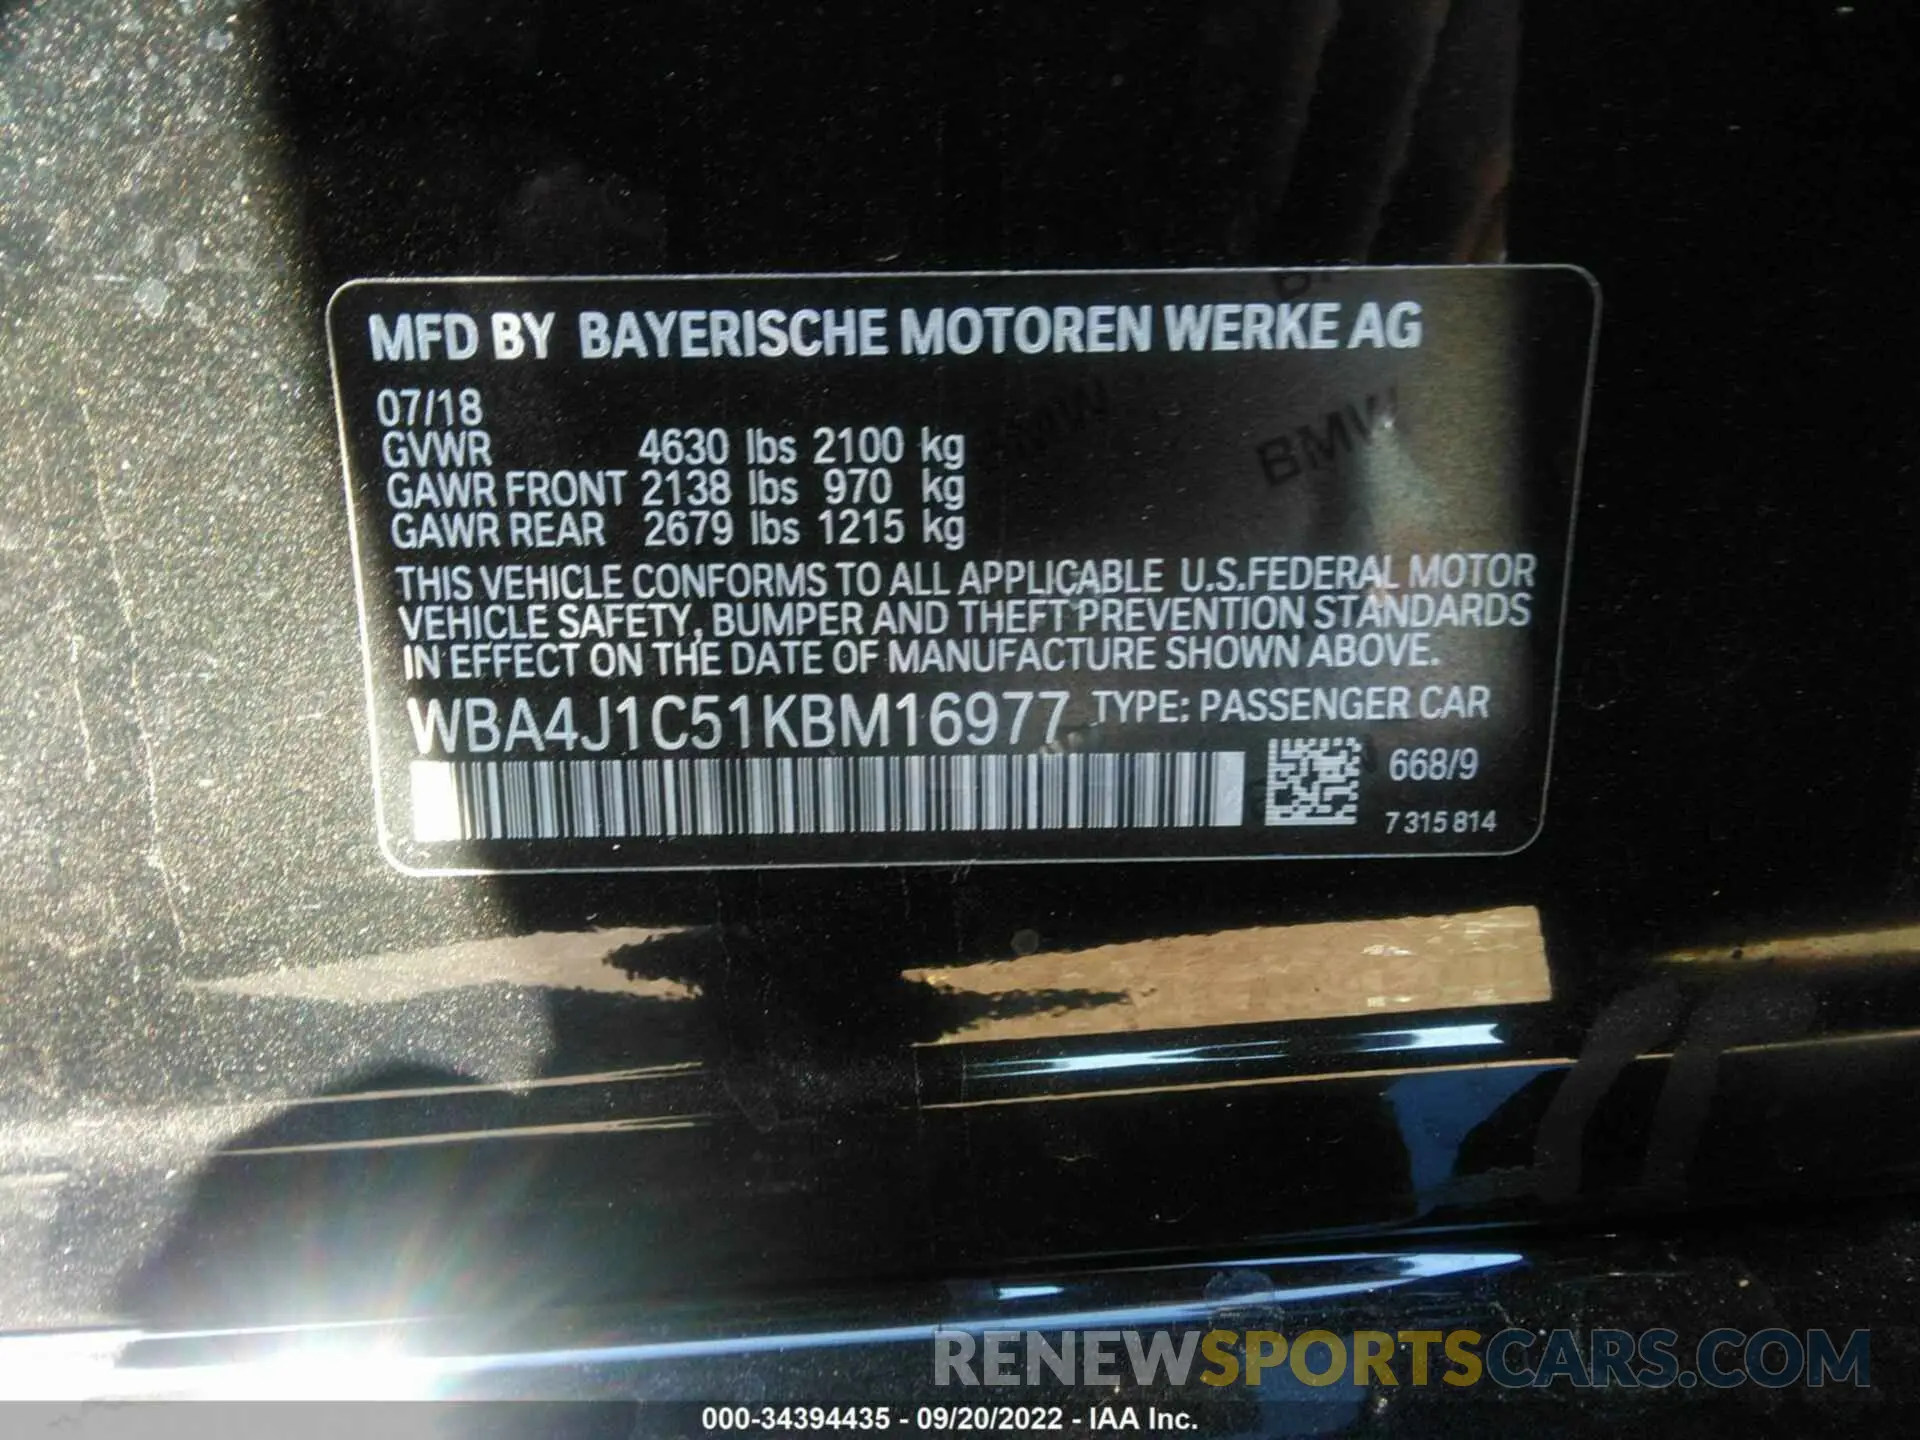 MFD BY BAYERISCHE MOTOREN WERKE AG
07/18
GVWR 4630 lbs 2100 kg
GAWR FRONT 2138 lbs 970 kg
GAWR REAR 2679 lbs 1215 kg
THIS VEHICLE CONFORMS TO ALL APPLICABLE U.S.FEDERAL MOTOR
VEHICLE SAFETY, BUMPER AND THEFT PREVENTION STANDARDS
IN EFFECT ON THE DATE OF MANUFACTURE SHOWN ABOVE.
WBA4J1C51KBM16977 TYPE: PASSENGER CAR
668/9
7 315 814
BMW
BMW
RENEWSPORTSCARS.COM
000-34394435 - 09/20/2022 - IAA Inc.